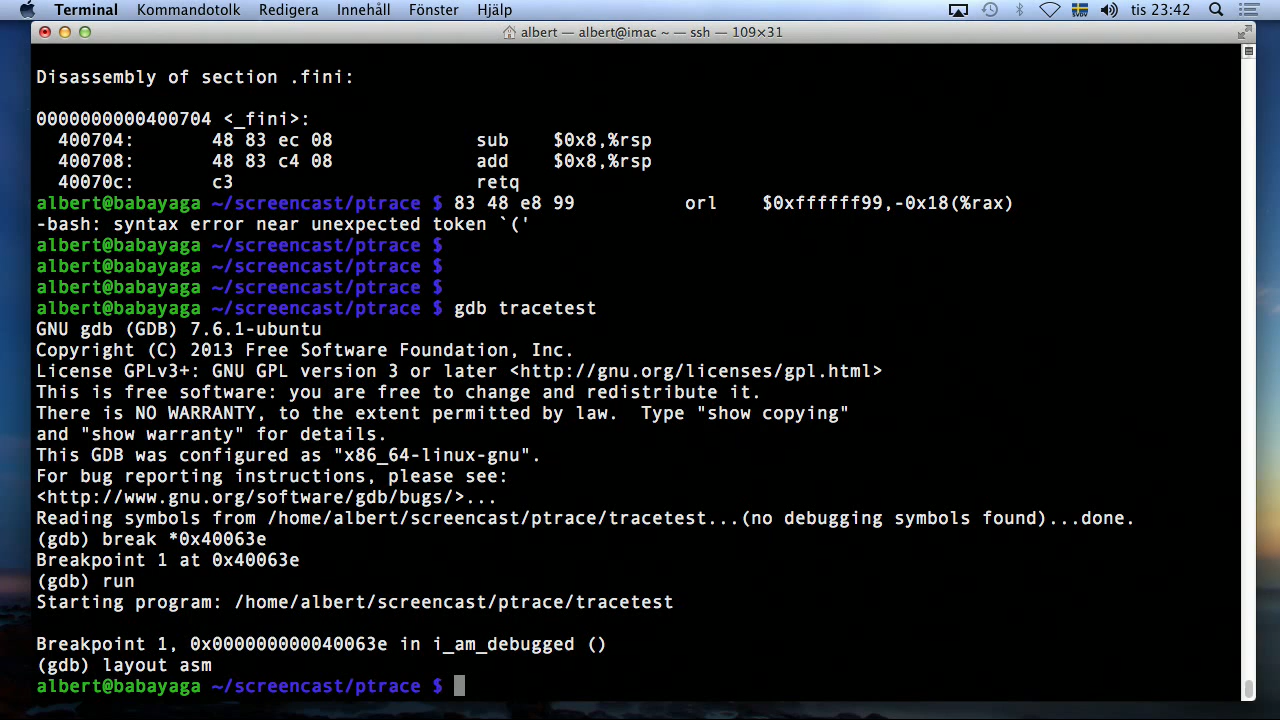 Terminal Kommandotolk Redigera Innehåll Fönster Hjälp tis 23:42
albert — albert@imac ~ — ssh — 109×31
Disassembly of section .fini:
0000000000400704 <_fini>:
400704: 48 83 ec 08 sub $0x8,%rsp
400708: 48 83 c4 08 add $0x8,%rsp
40070c: c3 retq
albert@babayaga ~/screencast/ptrace $ 83 48 e8 99 orl $0xffffff99,-0x18(%rax)
-bash: syntax error near unexpected token `('
albert@babayaga ~/screencast/ptrace $
albert@babayaga ~/screencast/ptrace $
albert@babayaga ~/screencast/ptrace $
albert@babayaga ~/screencast/ptrace $ gdb tracetest
GNU gdb (GDB) 7.6.1-ubuntu
Copyright (C) 2013 Free Software Foundation, Inc.
License GPLv3+: GNU GPL version 3 or later <http://gnu.org/licenses/gpl.html>
This is free software: you are free to change and redistribute it.
There is NO WARRANTY, to the extent permitted by law.  Type "show copying"
and "show warranty" for details.
This GDB was configured as "x86_64-linux-gnu".
For bug reporting instructions, please see:
<http://www.gnu.org/software/gdb/bugs/>...
Reading symbols from /home/albert/screencast/ptrace/tracetest...(no debugging symbols found)...done.
(gdb) break *0x40063e
Breakpoint 1 at 0x40063e
(gdb) run
Starting program: /home/albert/screencast/ptrace/tracetest
Breakpoint 1, 0x000000000040063e in i_am_debugged ()
(gdb) layout asm
albert@babayaga ~/screencast/ptrace $